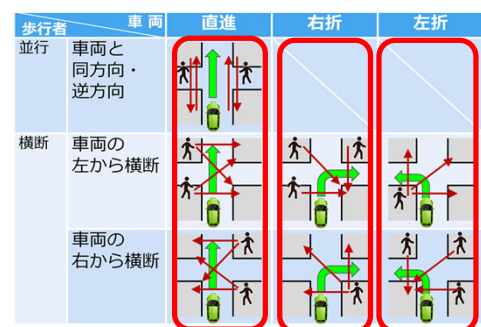 歩行者 車両 直進 右折 左折
並行 車両と
同方向・
逆方向
横断 車両の
左から横断
車両の
右から横断